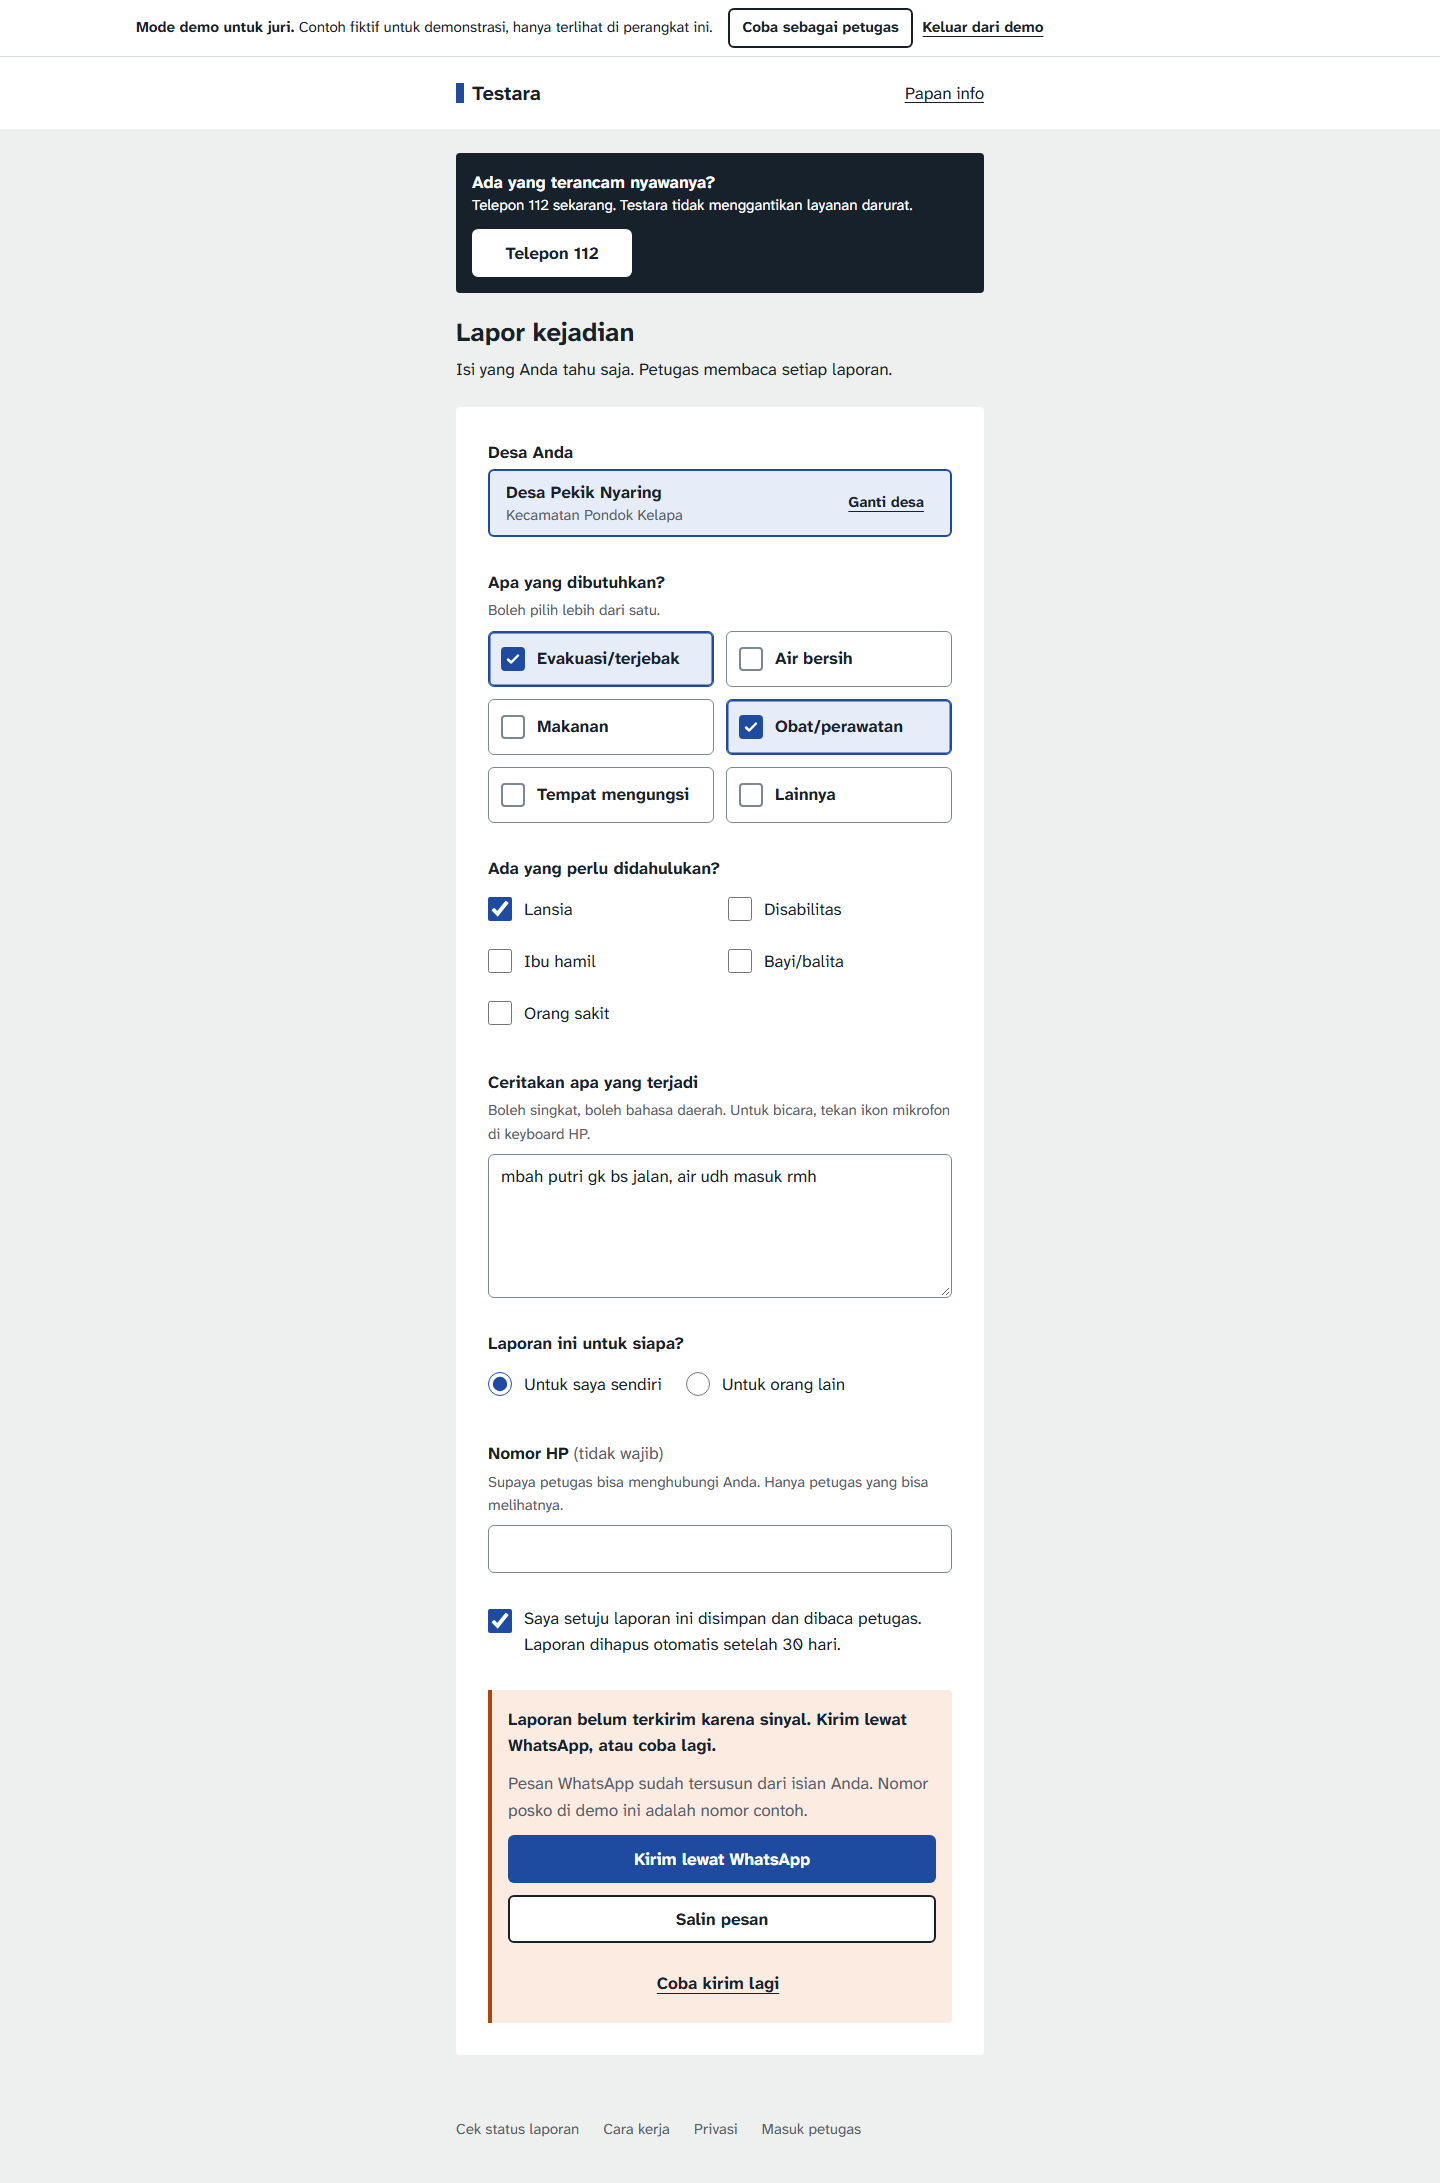 Mode demo untuk juri. Contoh fiktif untuk demonstrasi, hanya terlihat di perangkat ini.
Coba sebagai petugas
Keluar dari demo
Testara
Papan info
Ada yang terancam nyawanya?
Telepon 112 sekarang. Testara tidak menggantikan layanan darurat.
Telepon 112
Lapor kejadian
Isi yang Anda tahu saja. Petugas membaca setiap laporan.
Desa Anda
Desa Pekik Nyaring
Kecamatan Pondok Kelapa
Ganti desa
Apa yang dibutuhkan?
Boleh pilih lebih dari satu.
Evakuasi/terjebak
Air bersih
Makanan
Obat/perawatan
Tempat mengungsi
Lainnya
Ada yang perlu didahulukan?
Lansia
Disabilitas
Ibu hamil
Bayi/balita
Orang sakit
Ceritakan apa yang terjadi
Boleh singkat, boleh bahasa daerah. Untuk bicara, tekan ikon mikrofon
di keyboard HP.
mbah putri gk bs jalan, air udh masuk rmh
Laporan ini untuk siapa?
Untuk saya sendiri
Untuk orang lain
Nomor HP (tidak wajib)
Supaya petugas bisa menghubungi Anda. Hanya petugas yang bisa
melihatnya.
Saya setuju laporan ini disimpan dan dibaca petugas.
Laporan dihapus otomatis setelah 30 hari.
Laporan belum terkirim karena sinyal. Kirim lewat
WhatsApp, atau coba lagi.
Pesan WhatsApp sudah tersusun dari isian Anda. Nomor
posko di demo ini adalah nomor contoh.
Kirim lewat WhatsApp
Salin pesan
Coba kirim lagi
Cek status laporan
Cara kerja
Privasi
Masuk petugas